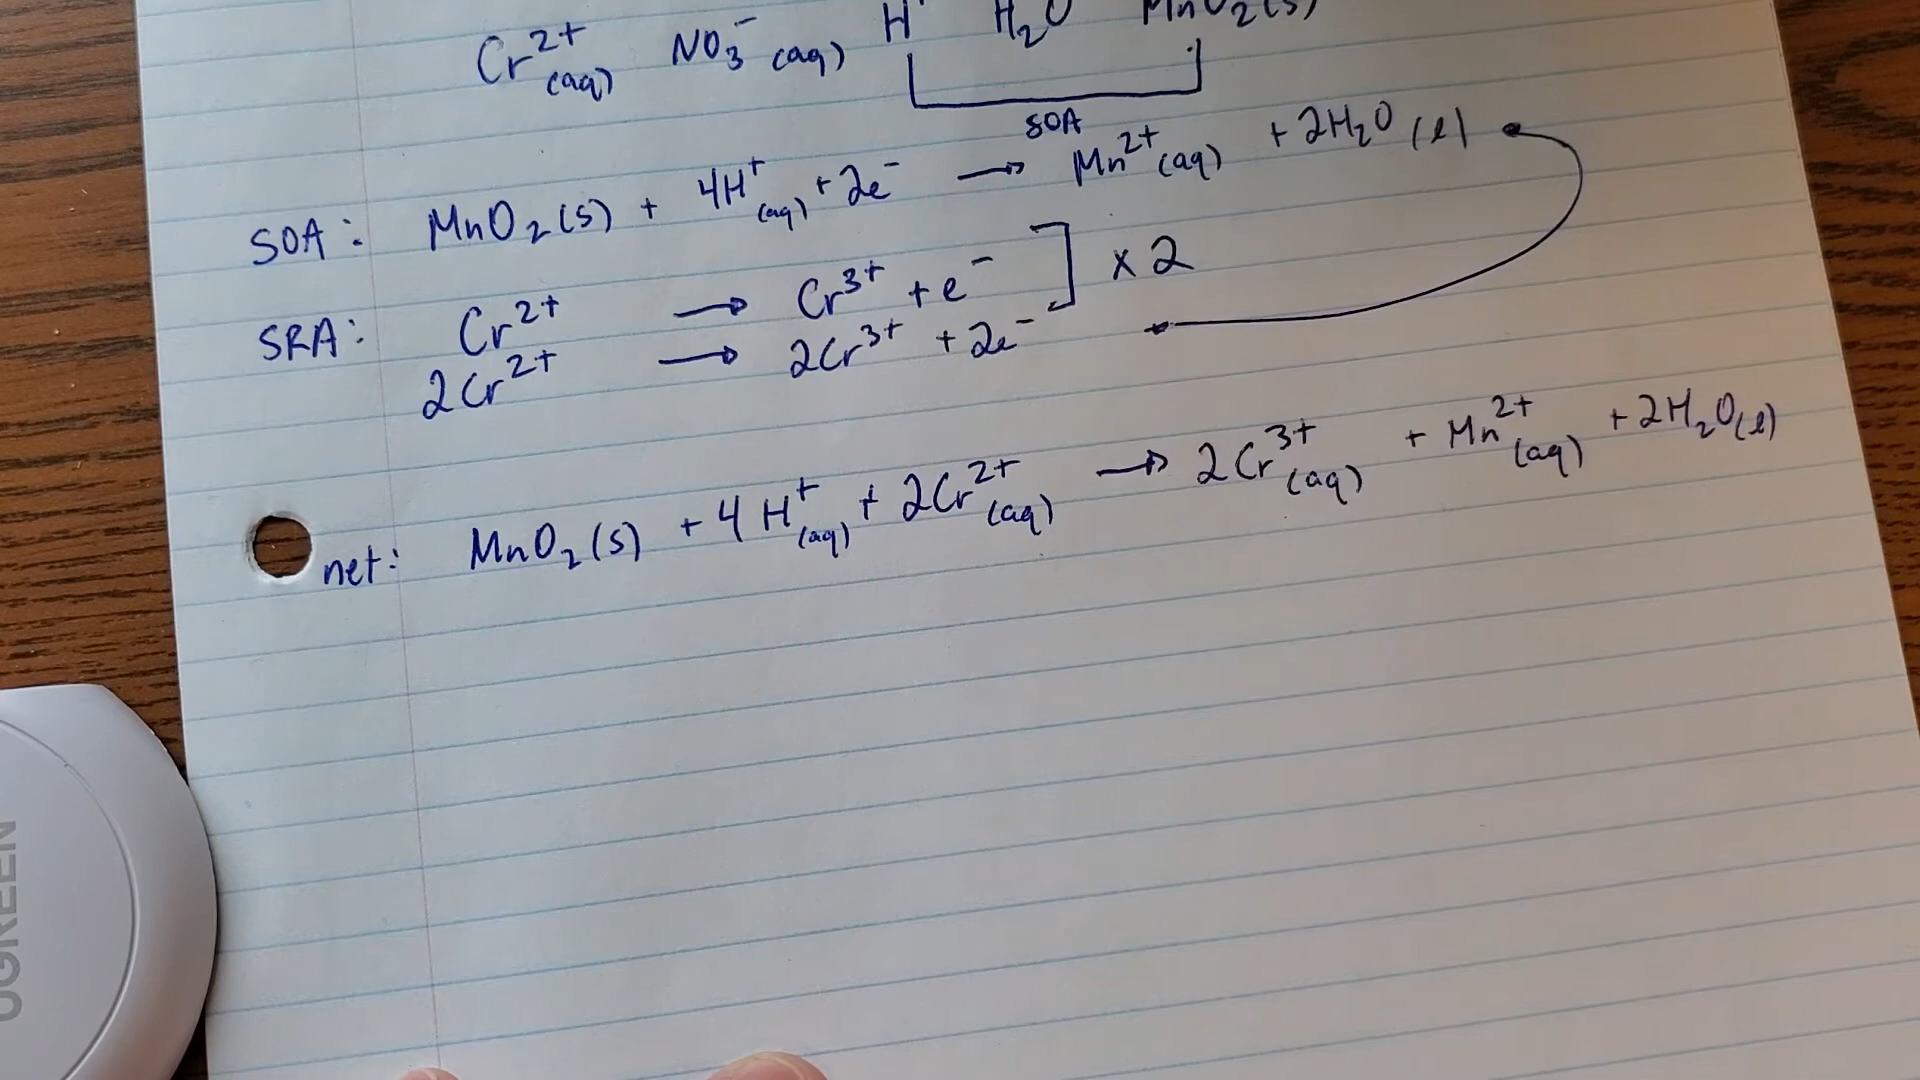 Cr²⁺(aq) NO₃⁻(aq) H⁺ H₂O MnO₂(s)
SOA
SOA: MnO₂(s) + 4H⁺(aq) + 2e⁻ → Mn²⁺(aq) + 2H₂O(l)
SRA: Cr²⁺ → Cr³⁺ + e⁻ ] x 2
2Cr²⁺ → 2Cr³⁺ + 2e⁻
net: MnO₂(s) + 4H⁺(aq) + 2Cr²⁺(aq) → 2Cr³⁺(aq) + Mn²⁺(aq) + 2H₂O(l)
UGREEN